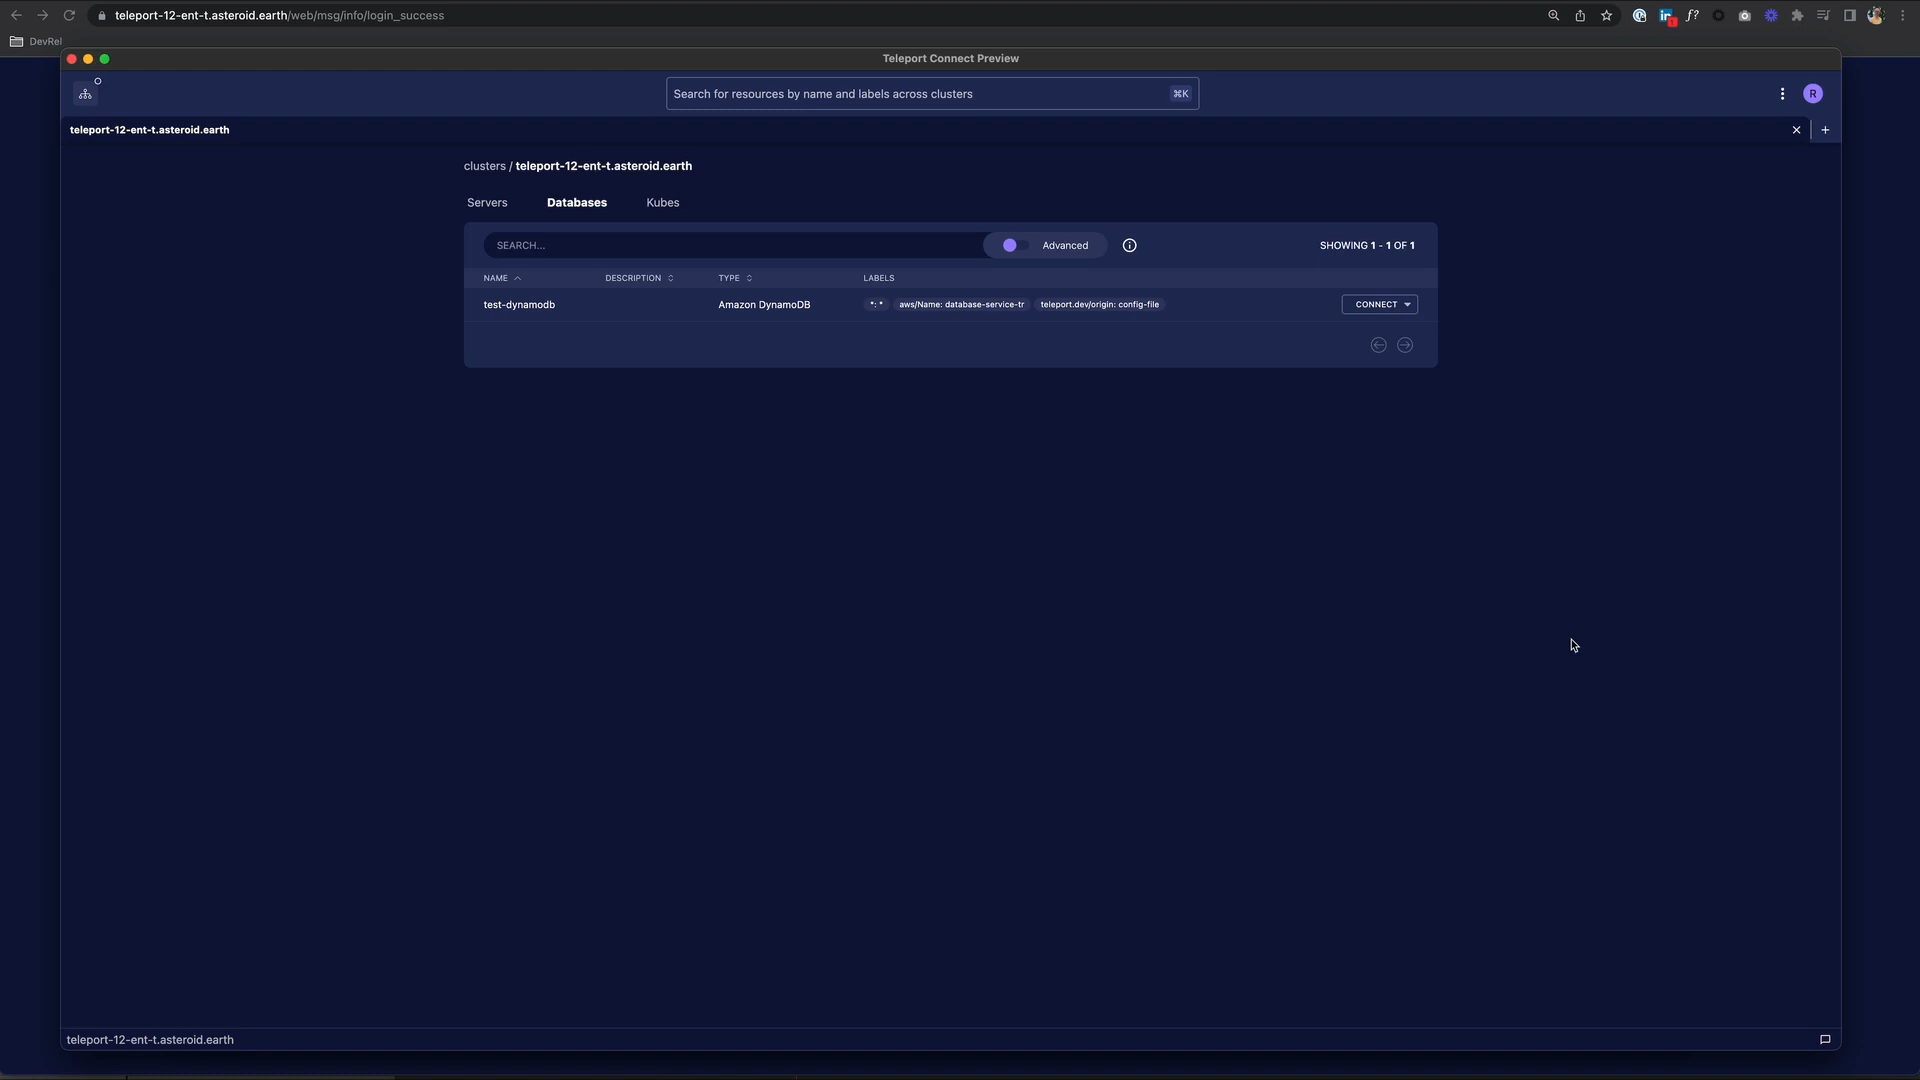 teleport-12-ent-t.asteroid.earth/web/msg/info/login_success
in
1
f?
DevRel
Teleport Connect Preview
Search for resources by name and labels across clusters
⌘K
R
teleport-12-ent-t.asteroid.earth
clusters / teleport-12-ent-t.asteroid.earth
Servers
Databases
Kubes
SEARCH...
Advanced
SHOWING 1 - 1 OF 1
NAME
DESCRIPTION
TYPE
LABELS
test-dynamodb
Amazon DynamoDB
*: *
aws/Name: database-service-tr
teleport.dev/origin: config-file
CONNECT
teleport-12-ent-t.asteroid.earth